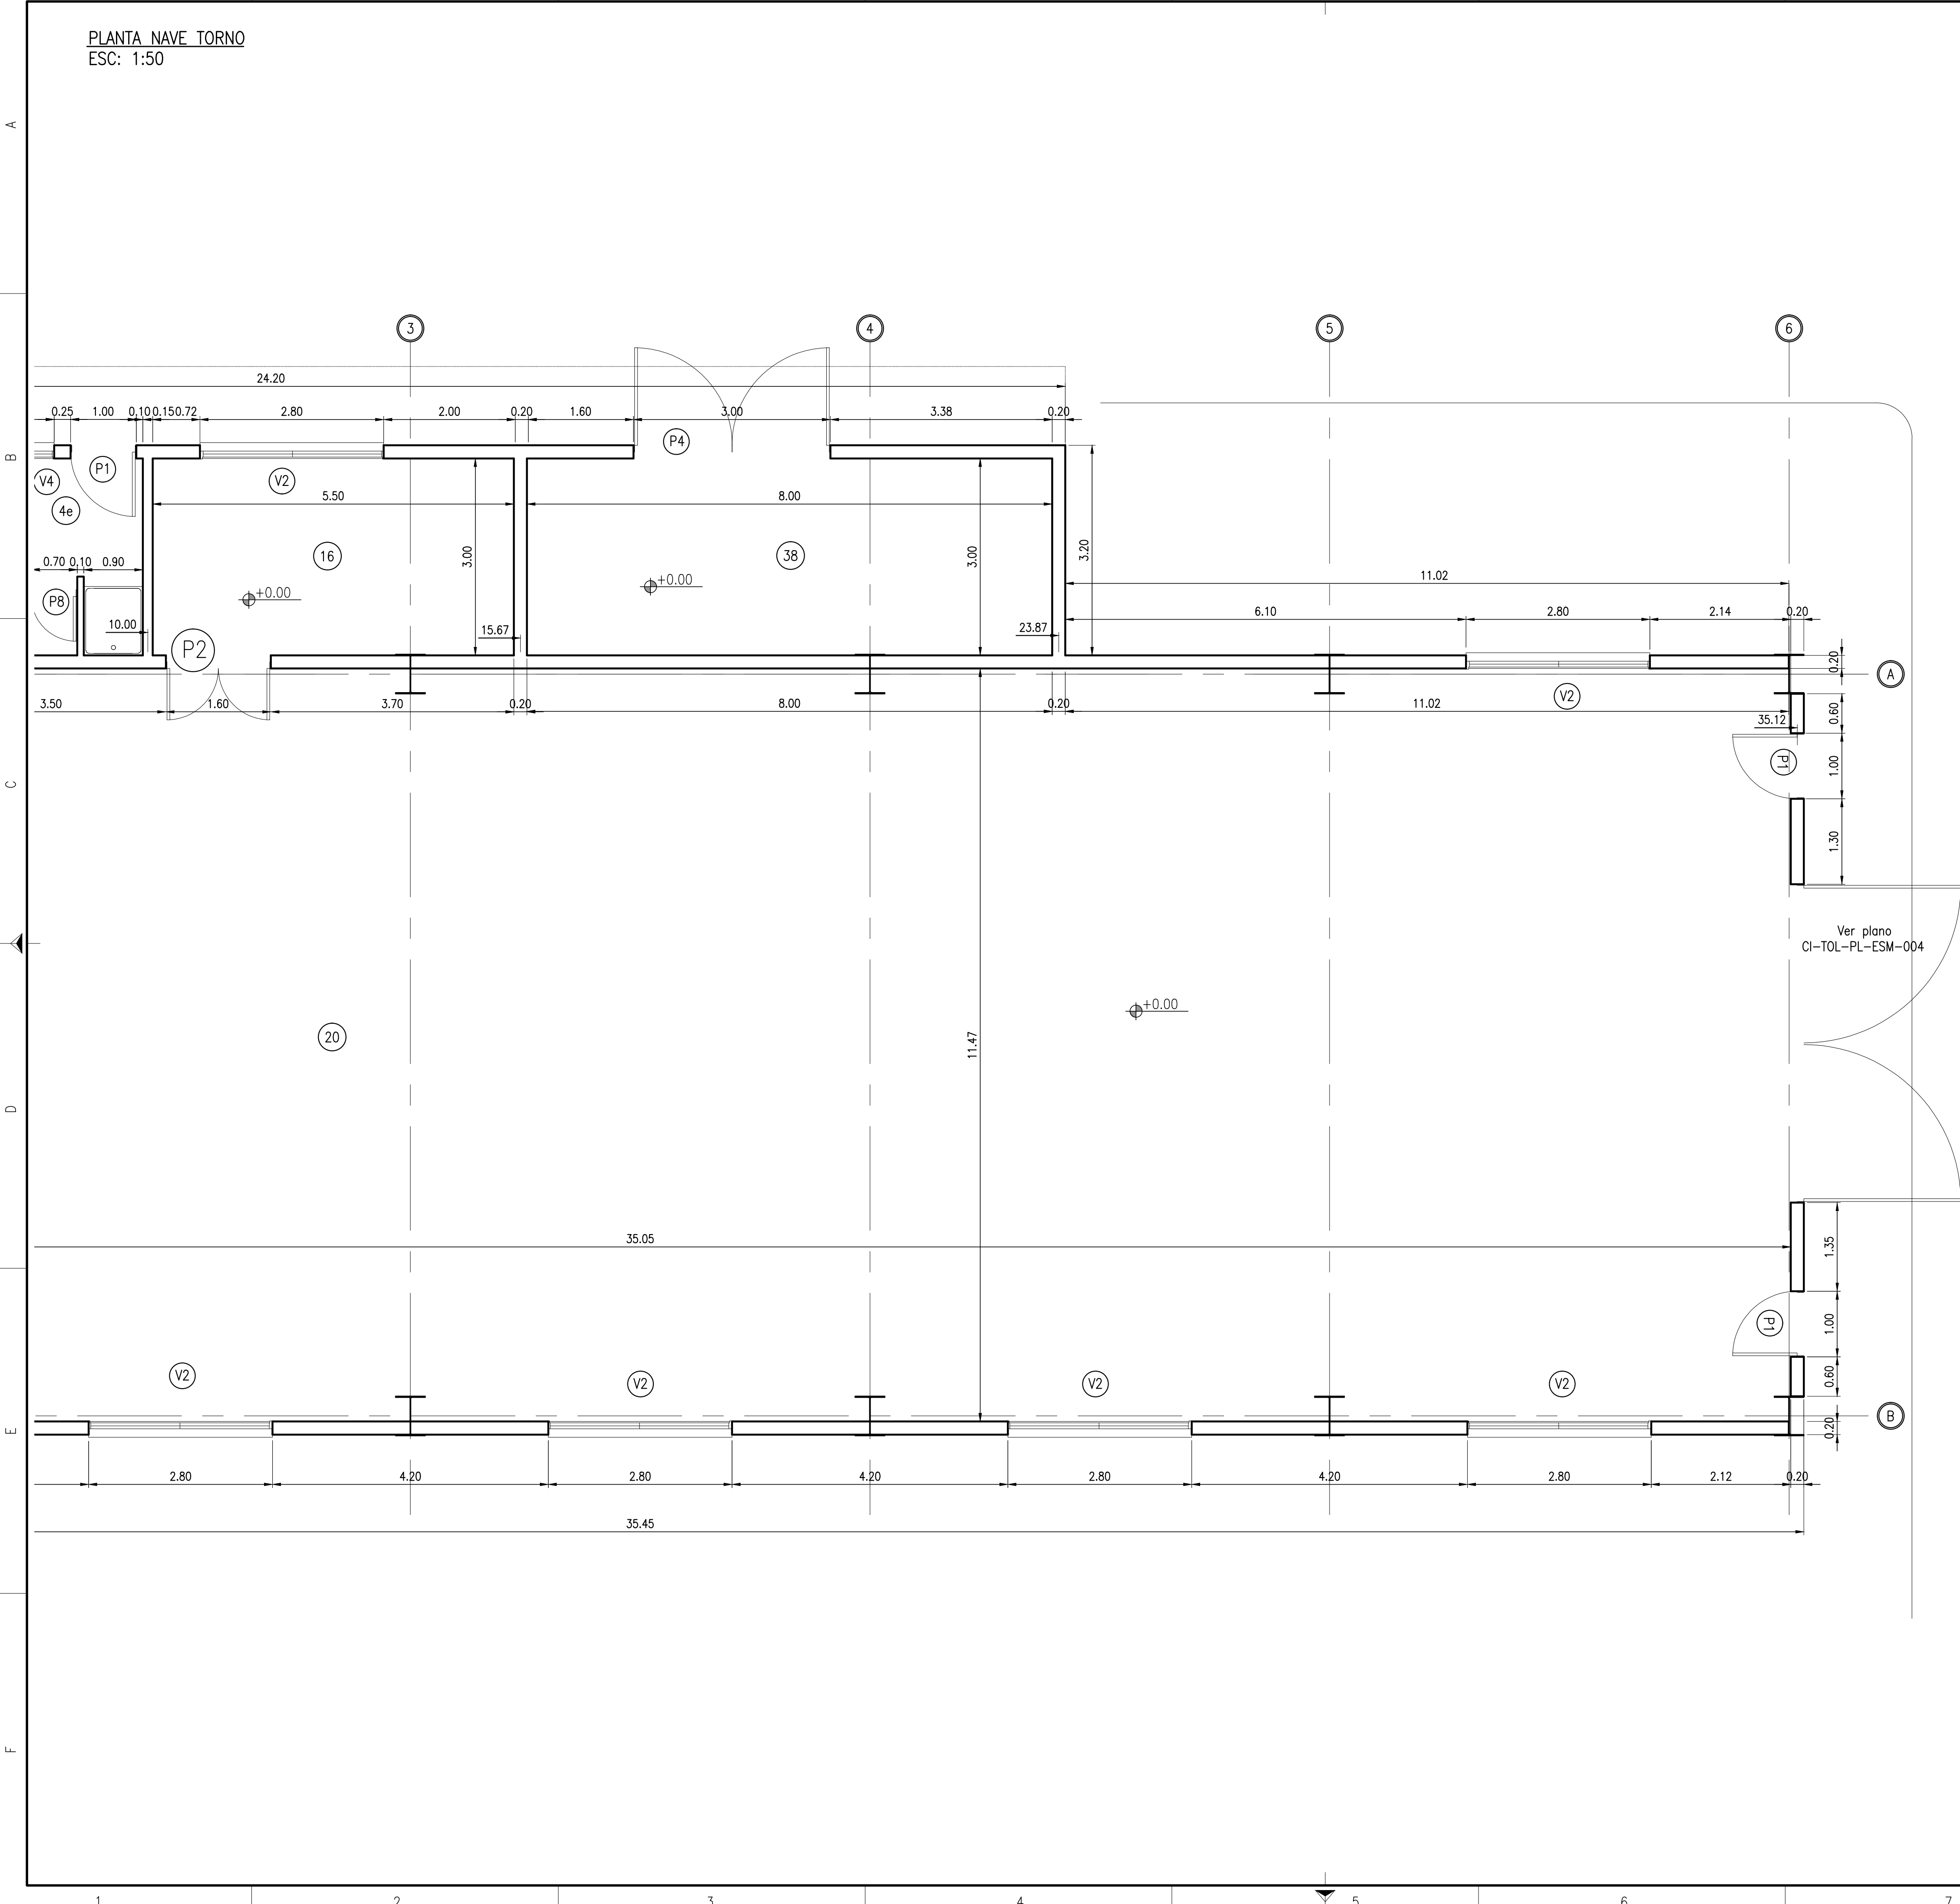 PLANTA NAVE TORNO
ESC: 1:50
A
3 4 5 6
24.20
0.25 1.00 0.10 0.15 0.72 2.80 2.00 0.20 1.60 3.00 3.38 0.20
P4
B
P1
V4
V2
4e
5.50 8.00
16 38
3.00 3.00 3.20
0.70 0.10 0.90
+0.00 +0.00
11.02
P8
10.00
6.10 2.80 2.14 0.20
15.67 23.87
P2
0.20
A
V2
3.50 1.60 3.70 0.20 8.00 0.20 11.02
0.60
35.12
P1
1.00
C
1.30
Ver plano
CI-TOL-PL-ESM-004
+0.00
20
11.47
D
35.05
1.35
P1
1.00
V2 V2 V2 V2
0.60
B
E
0.20
2.80 4.20 2.80 4.20 2.80 4.20 2.80 2.12 0.20
35.45
F
1 2 3 4 5 6 7